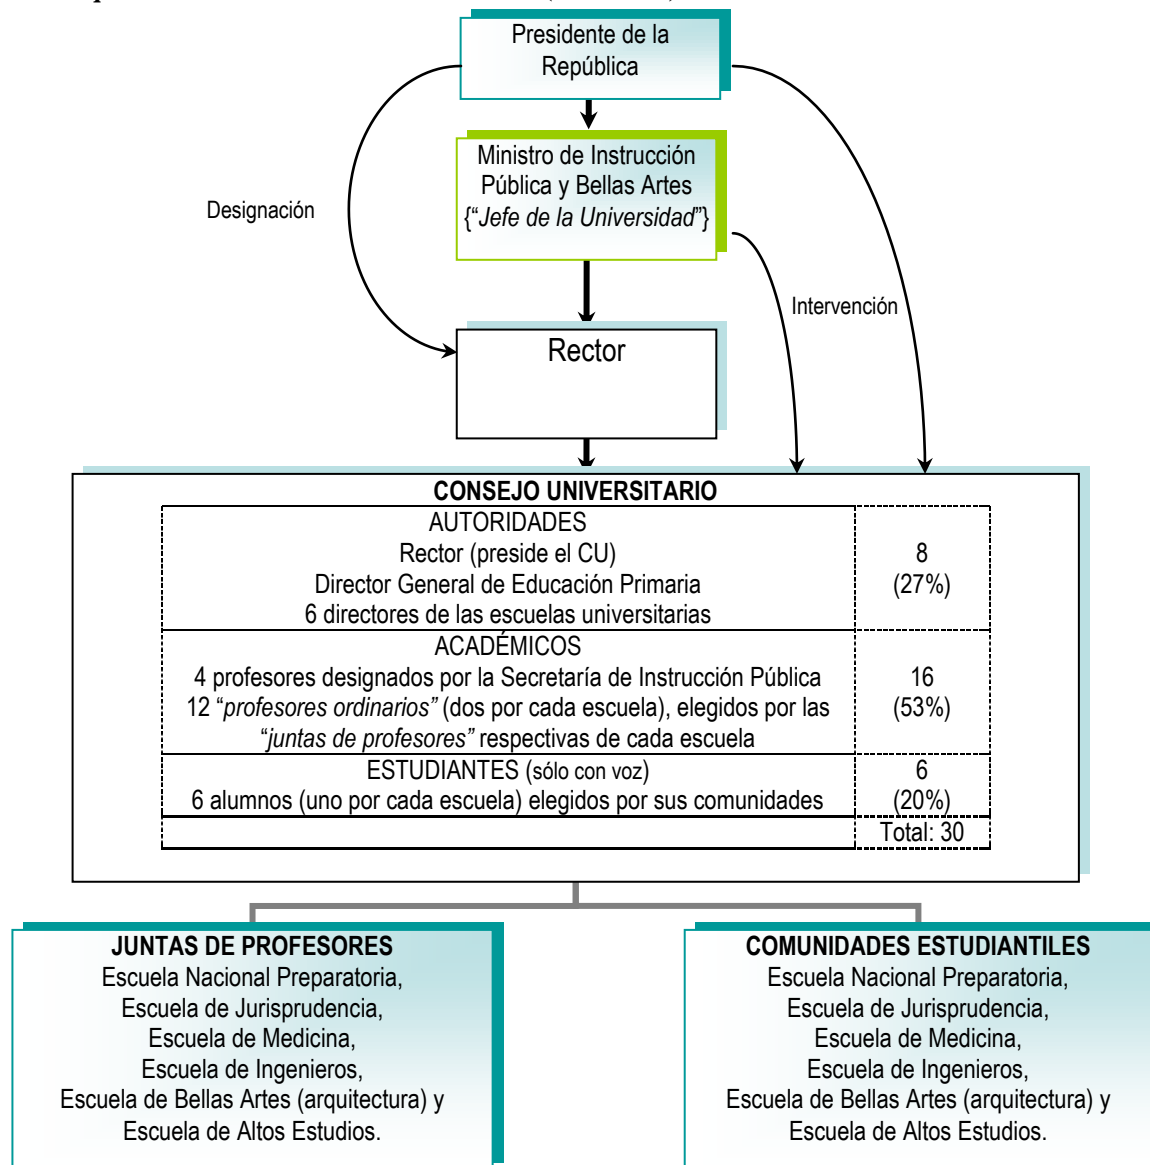 Presidente de la
República
Ministro de Instrucción
Pública y Bellas Artes
{“Jefe de la Universidad”}
Designación
Intervención
Rector
CONSEJO UNIVERSITARIO
AUTORIDADES
Rector (preside el CU)
Director General de Educación Primaria
6 directores de las escuelas universitarias
8
(27%)
ACADÉMICOS
4 profesores designados por la Secretaría de Instrucción Pública
12 “profesores ordinarios” (dos por cada escuela), elegidos por las
“juntas de profesores” respectivas de cada escuela
16
(53%)
ESTUDIANTES (sólo con voz)
6 alumnos (uno por cada escuela) elegidos por sus comunidades
6
(20%)
Total: 30
JUNTAS DE PROFESORES
Escuela Nacional Preparatoria,
Escuela de Jurisprudencia,
Escuela de Medicina,
Escuela de Ingenieros,
Escuela de Bellas Artes (arquitectura) y
Escuela de Altos Estudios.
COMUNIDADES ESTUDIANTILES
Escuela Nacional Preparatoria,
Escuela de Jurisprudencia,
Escuela de Medicina,
Escuela de Ingenieros,
Escuela de Bellas Artes (arquitectura) y
Escuela de Altos Estudios.